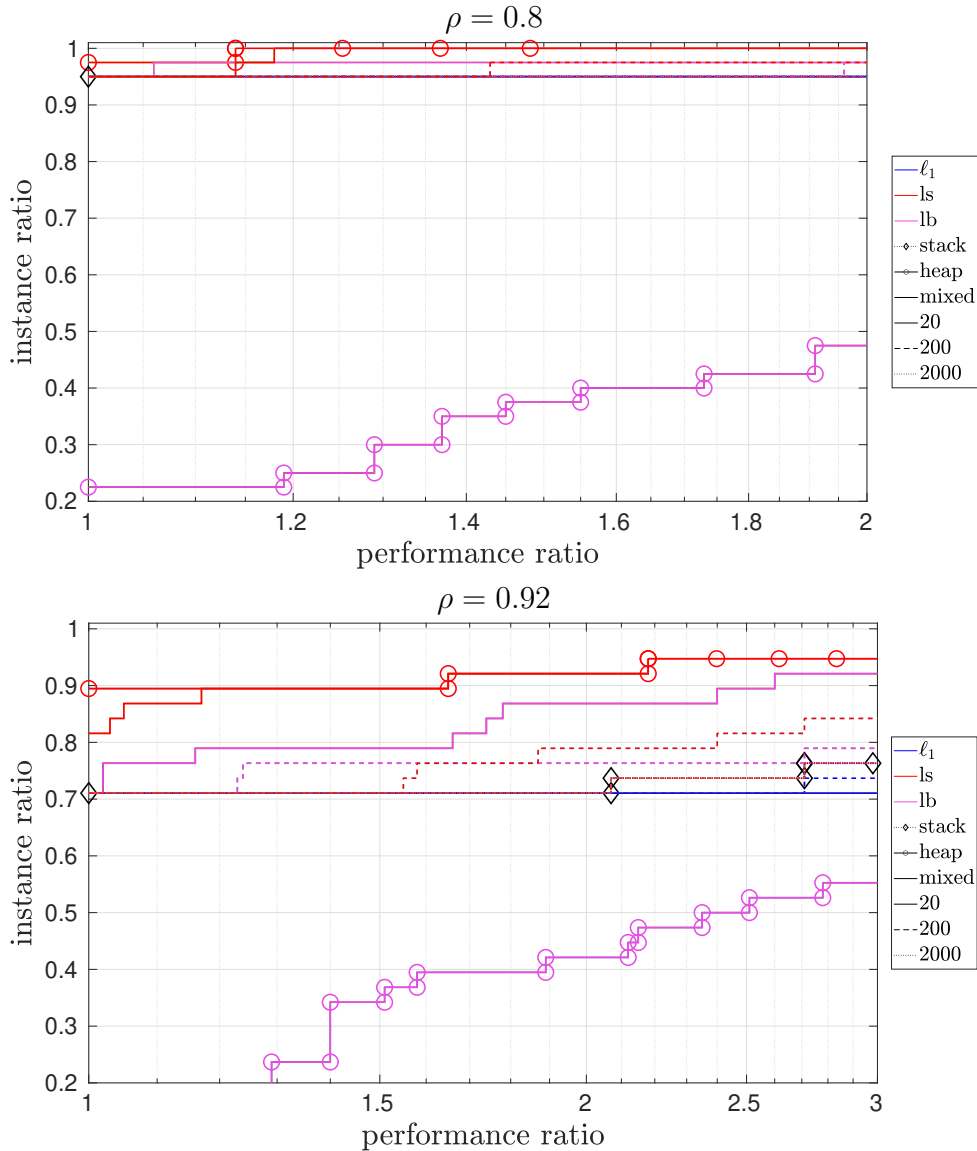 ρ = 0.8
1
0.9
0.8
0.7
0.6
0.5
0.4
0.3
0.2
instance ratio
1 1.2 1.4 1.6 1.8 2
performance ratio
ℓ₁
ls
lb
stack
heap
mixed
20
200
2000
ρ = 0.92
1
0.9
0.8
0.7
0.6
0.5
0.4
0.3
0.2
instance ratio
1 1.5 2 2.5 3
performance ratio
ℓ₁
ls
lb
stack
heap
mixed
20
200
2000